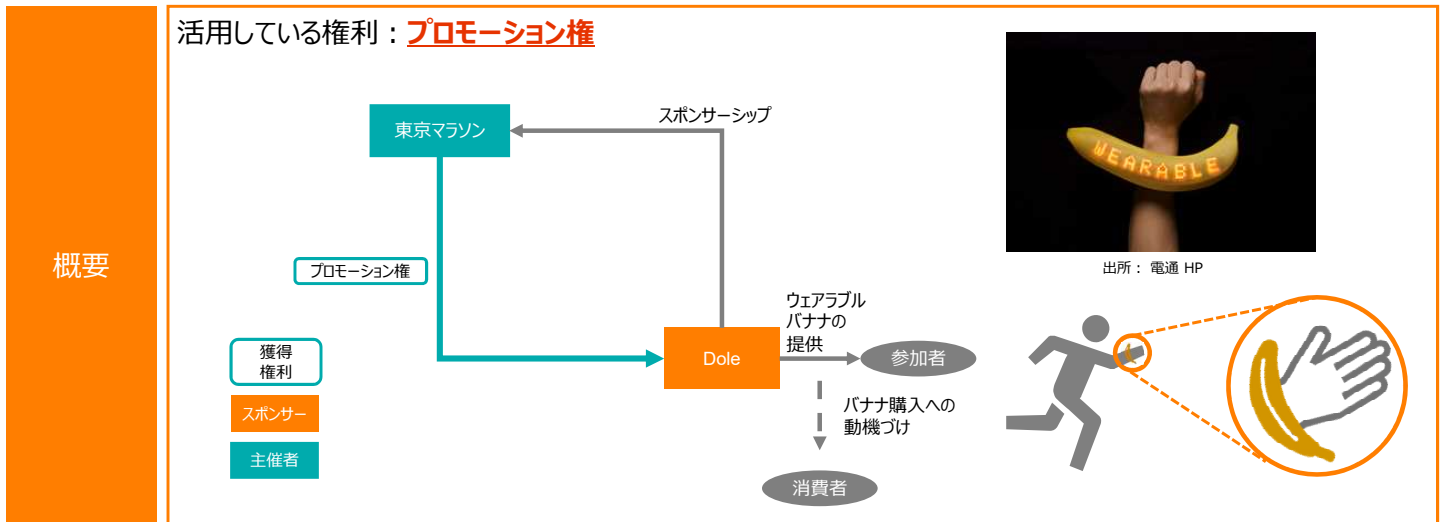 概要
活用している権利：プロモーション権
東京マラソン
スポンサーシップ
プロモーション権
ウェアラブル
バナナの
提供
Dole
参加者
バナナ購入への
動機づけ
消費者
獲得
権利
スポンサー
主催者
WEARABLE
出所： 電通 HP